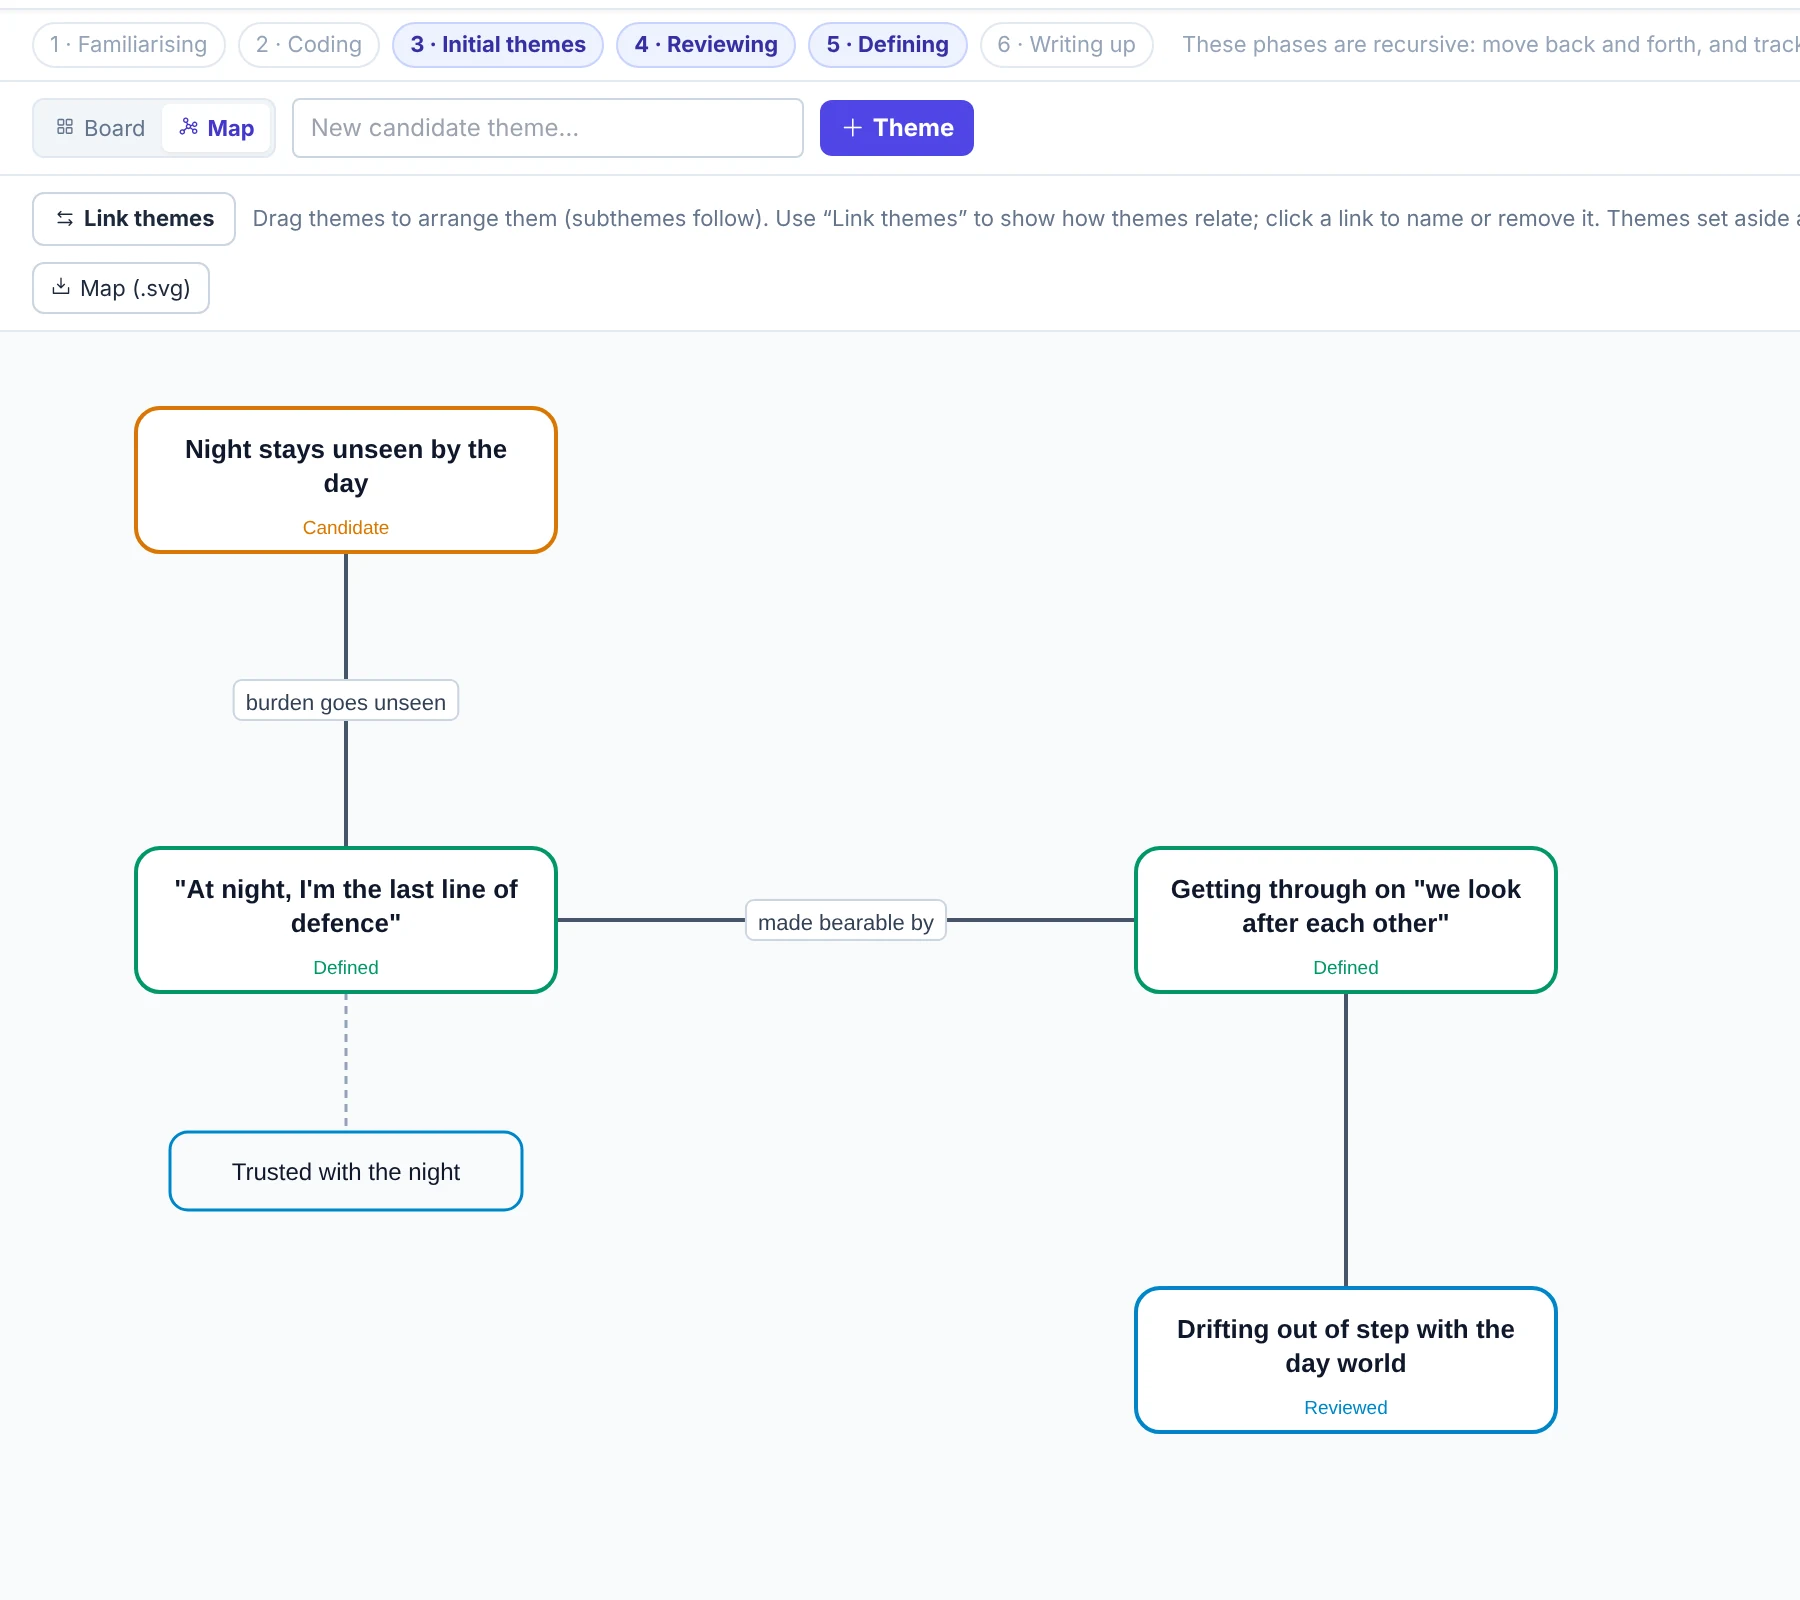 1 · Familiarising
2 · Coding
3 · Initial themes
4 · Reviewing
5 · Defining
6 · Writing up
These phases are recursive: move back and forth, and track
Board
Map
New candidate theme...
+ Theme
Link themes
Drag themes to arrange them (subthemes follow). Use “Link themes” to show how themes relate; click a link to name or remove it. Themes set aside
Map (.svg)
Night stays unseen by the
day
Candidate
burden goes unseen
"At night, I'm the last line of
defence"
Defined
made bearable by
Getting through on "we look
after each other"
Defined
Trusted with the night
Drifting out of step with the
day world
Reviewed